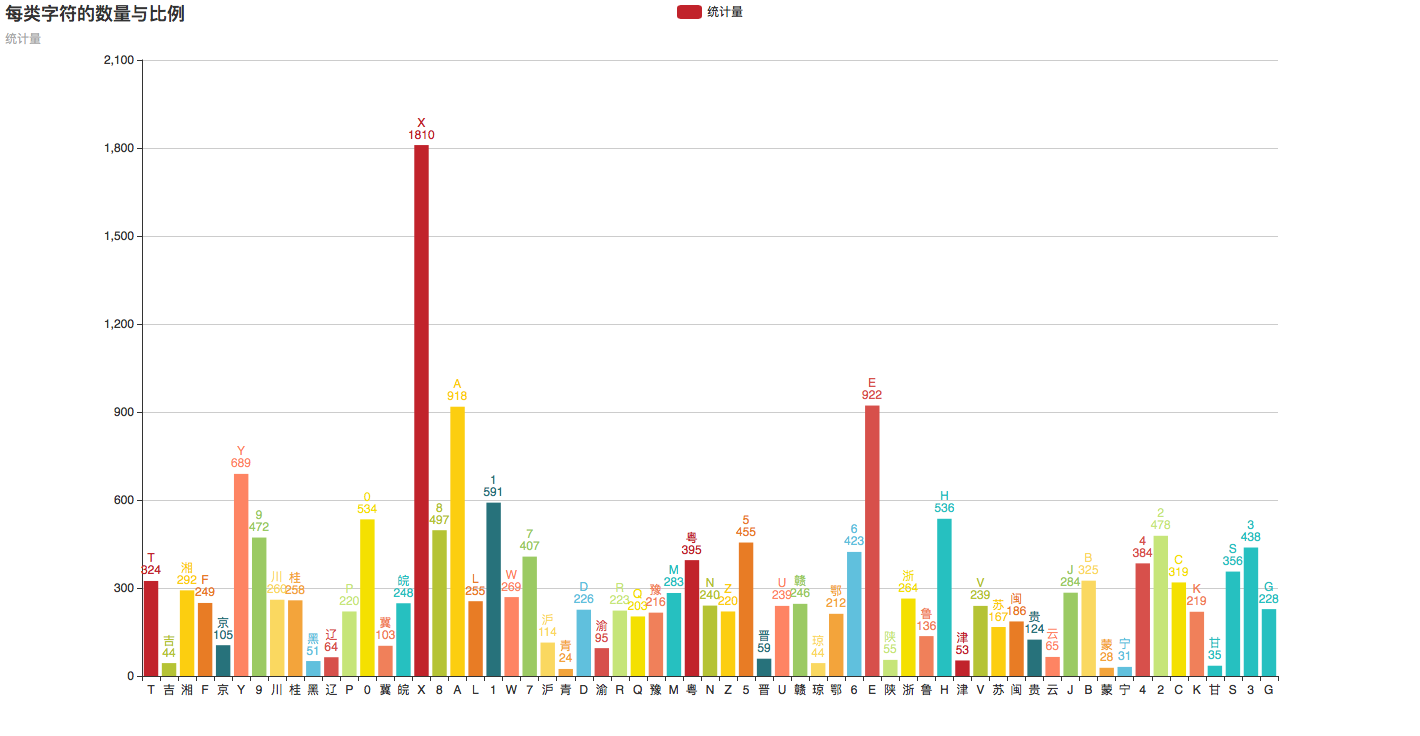 每类字符的数量与比例
统计量
统计量
2,100
1,800
1,500
1,200
900
600
300
0
T
324
吉
44
湘
292
F
249
京
105
Y
689
9
472
川
260
桂
258
黑
51
辽
64
P
220
0
534
冀
103
皖
248
X
1810
8
497
A
918
L
255
1
591
W
269
7
407
沪
114
青
24
D
226
渝
95
R
223
Q
203
豫
216
M
283
粤
395
N
240
Z
220
5
455
晋
59
U
239
赣
246
琼
44
鄂
212
6
423
E
922
陕
55
浙
264
鲁
136
H
536
津
53
V
239
苏
167
闽
186
贵
124
云
65
J
284
B
325
蒙
28
宁
31
4
384
2
478
C
319
K
219
甘
35
S
356
3
438
G
228
T 吉 湘 F 京 Y 9 川 桂 黑 辽 P 0 冀 皖 X 8 A L 1 W 7 沪 青 D 渝 R Q 豫 M 粤 N Z 5 晋 U 赣 琼 鄂 6 E 陕 浙 鲁 H 津 V 苏 闽 贵 云 J B 蒙 宁 4 2 C K 甘 S 3 G